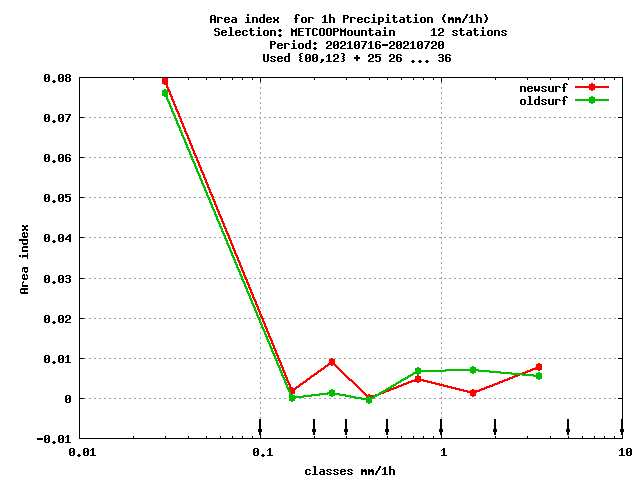 Area index  for 1h Precipitation (mm/1h)
Selection: METCOOPMountain     12 stations
Period: 20210716-20210720
Used {00,12} + 25 26 ... 36
newsurf
oldsurf
0.08
0.07
0.06
0.05
0.04
0.03
0.02
0.01
0
-0.01
Area index
0.01 0.1 1 10
classes mm/1h